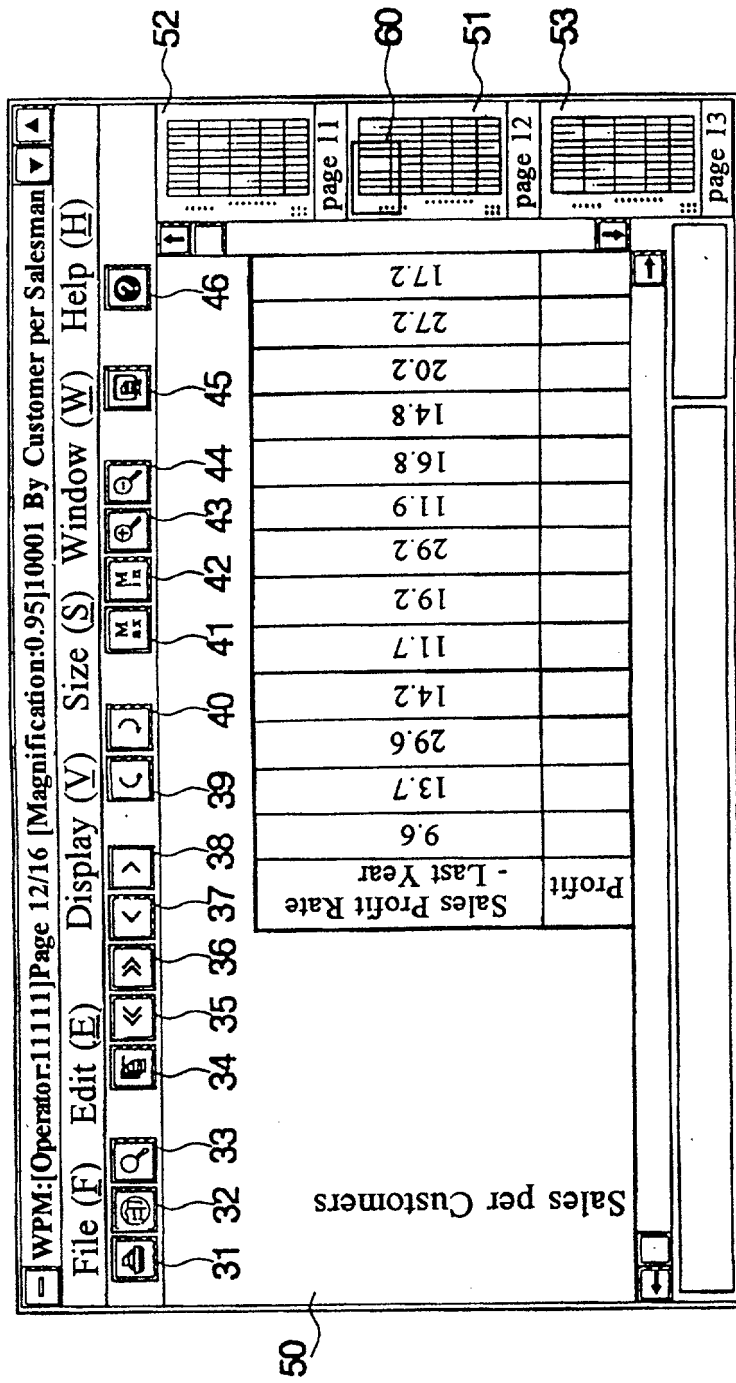 WPM:[Operator:11111]Page 12/16 [Magnification:0.95]10001 By Customer per Salesman
File (F) Edit (E) Display (V) Size (S) Window (W) Help (H)
Max Min
31 32 33 34 35 36 37 38 39 40 41 42 43 44 45 46
50
Sales per Customers
Sales Profit Rate
- Last Year
9.6 13.7 29.6 14.2 11.7 19.2 29.2 11.9 16.8 14.8 20.2 27.2 17.2
Profit
52
page 11
60
51
page 12
53
page 13